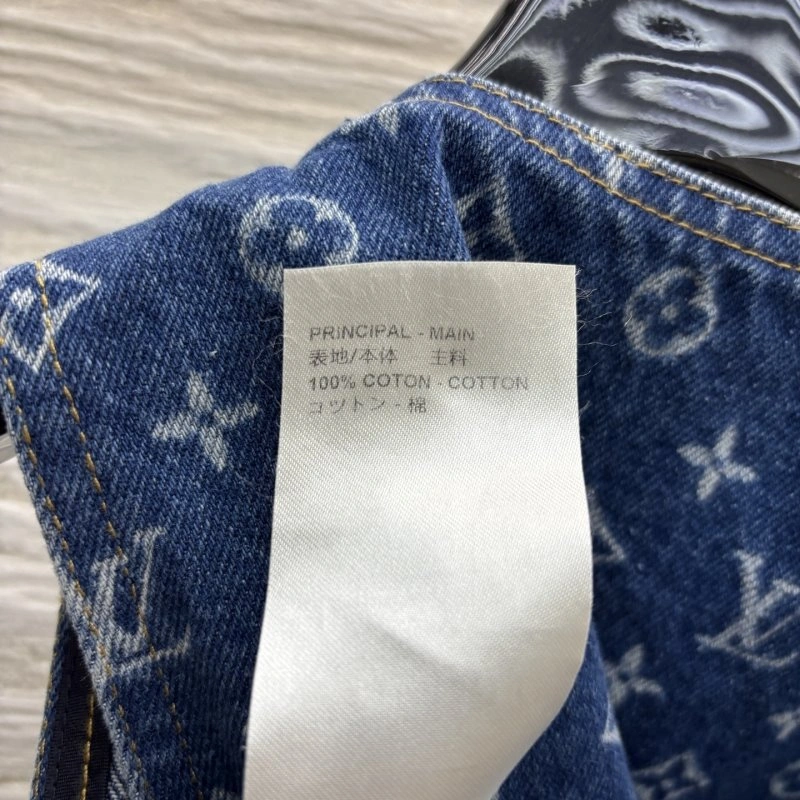 PRINCIPAL - MAIN
表地/本体 主料
100% COTON - COTTON
コットン - 棉